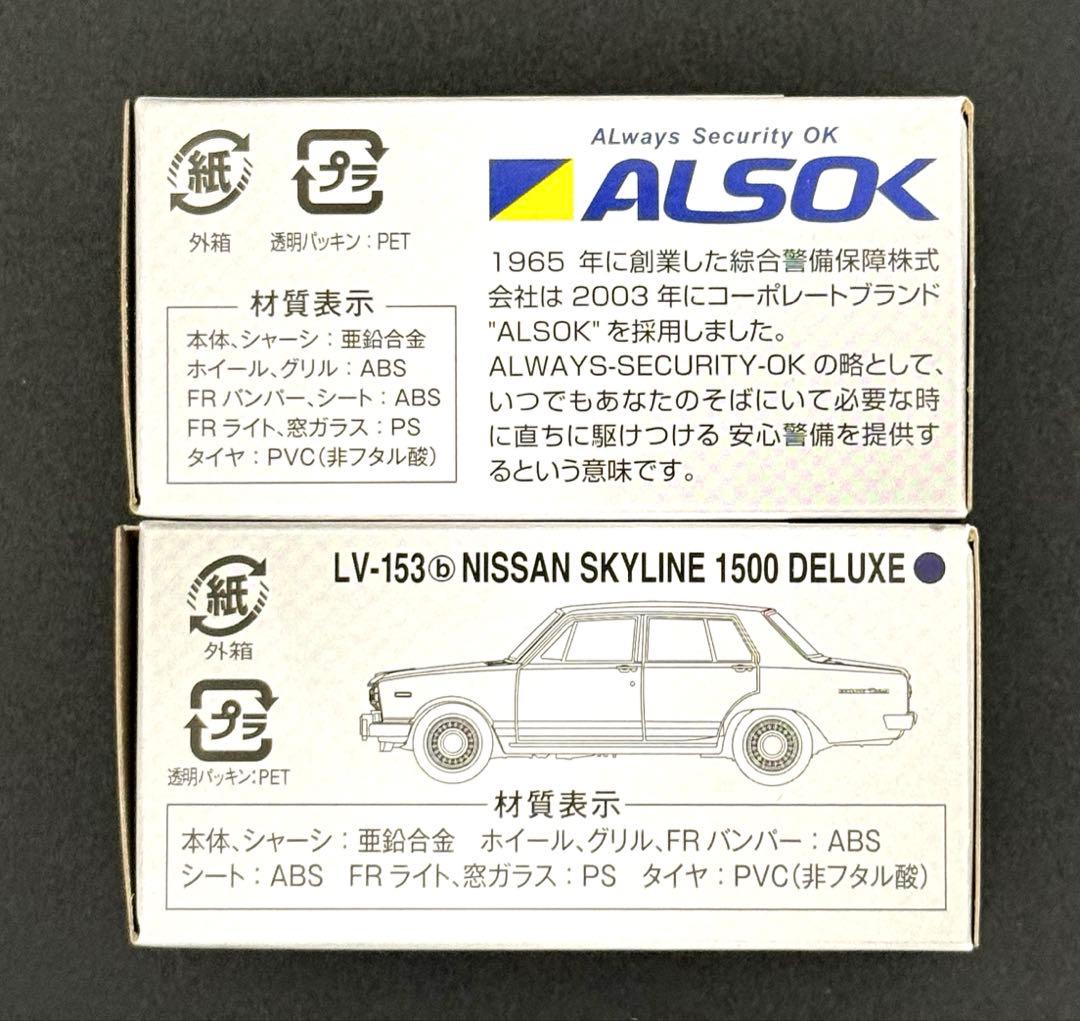 紙
外箱
プラ
透明パッキン：PET
材質表示
本体、シャーシ：亜鉛合金
ホイール、グリル：ABS
FRバンパー、シート：ABS
FRライト、窓ガラス：PS
タイヤ：PVC（非フタル酸）
ALways Security OK
ALSOK
1965 年に創業した綜合警備保障株式
会社は 2003 年にコーポレートブランド
"ALSOK" を採用しました。
ALWAYS-SECURITY-OK の略として、
いつでもあなたのそばにいて必要な時
に直ちに駆けつける 安心警備を提供す
るという意味です。
LV-153ⓑ NISSAN SKYLINE 1500 DELUXE
紙
外箱
プラ
透明パッキン：PET
材質表示
本体、シャーシ：亜鉛合金 ホイール、グリル、FRバンパー：ABS
シート：ABS FRライト、窓ガラス：PS タイヤ：PVC（非フタル酸）